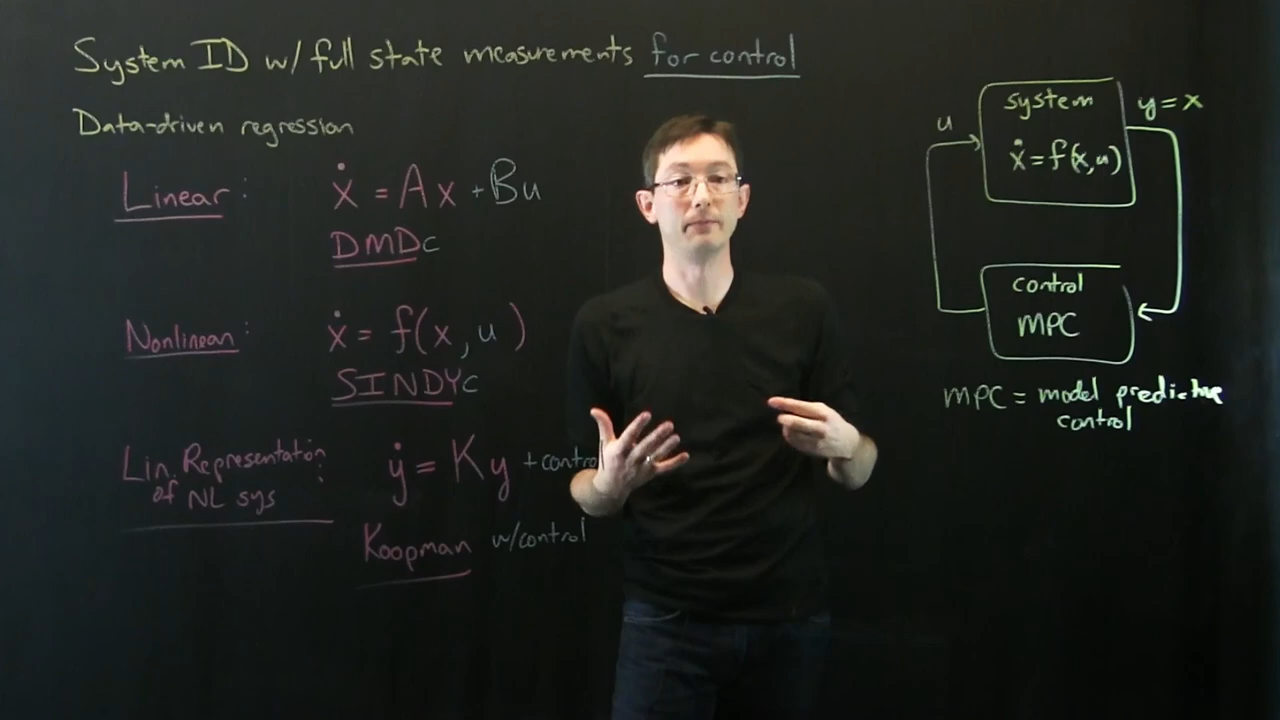 System ID w/ full state measurements for control
Data-driven regression
Linear: ẋ = Ax + Bu
DMDc
Nonlinear: ẋ = f(x, u)
SINDYc
Lin. Representation of NL sys : ẏ = Ky + control
Koopman w/control
u
system
ẋ = f(x, u)
y = x
control
MPC
MPC = model predictive
control